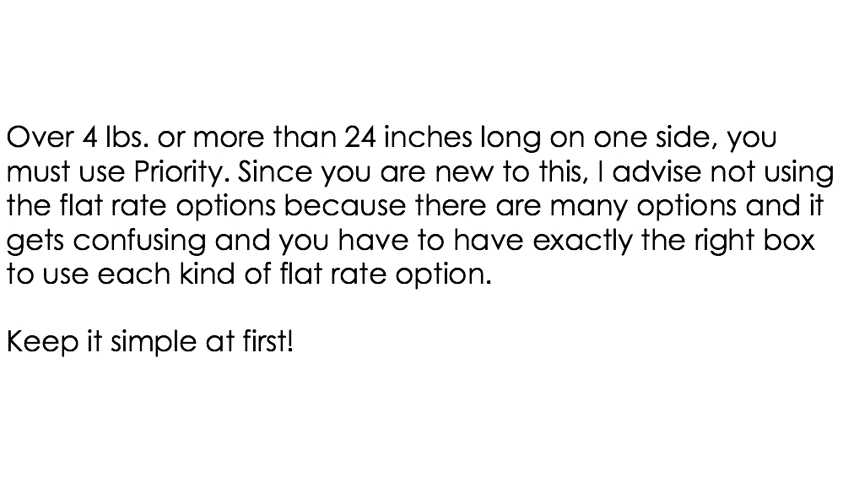 Over 4 lbs. or more than 24 inches long on one side, you
must use Priority. Since you are new to this, I advise not using
the flat rate options because there are many options and it
gets confusing and you have to have exactly the right box
to use each kind of flat rate option.
Keep it simple at first!